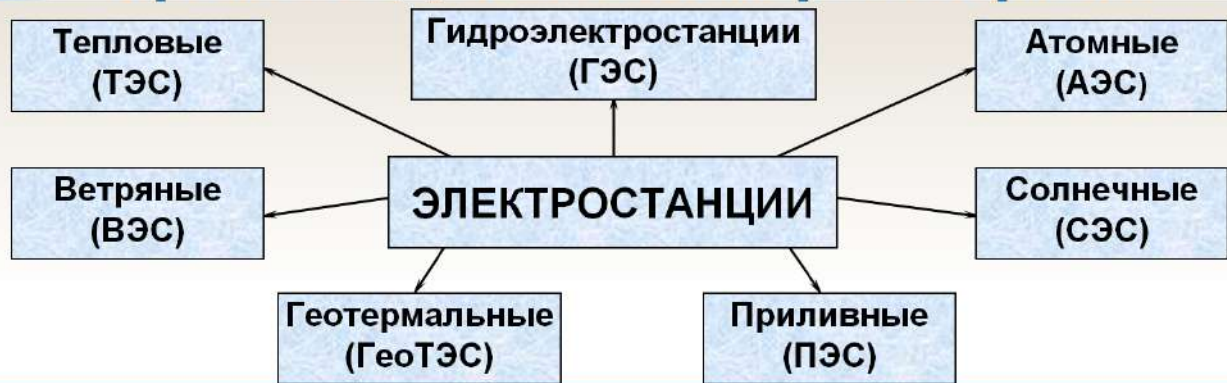 Тепловые
(ТЭС)
Гидроэлектростанции
(ГЭС)
Атомные
(АЭС)
Ветряные
(ВЭС)
ЭЛЕКТРОСТАНЦИИ
Солнечные
(СЭС)
Геотермальные
(ГеоТЭС)
Приливные
(ПЭС)